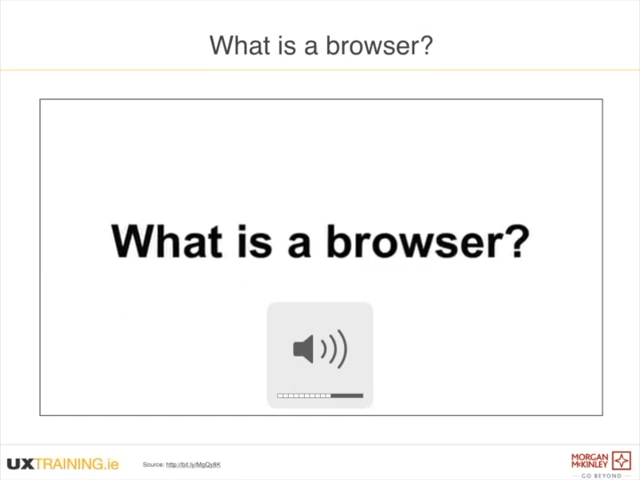 What is a browser?
What is a browser?
UXTRAINING.ie
Source: http://bit.ly/MgQy8K
MORGAN
McKINLEY
GO BEYOND